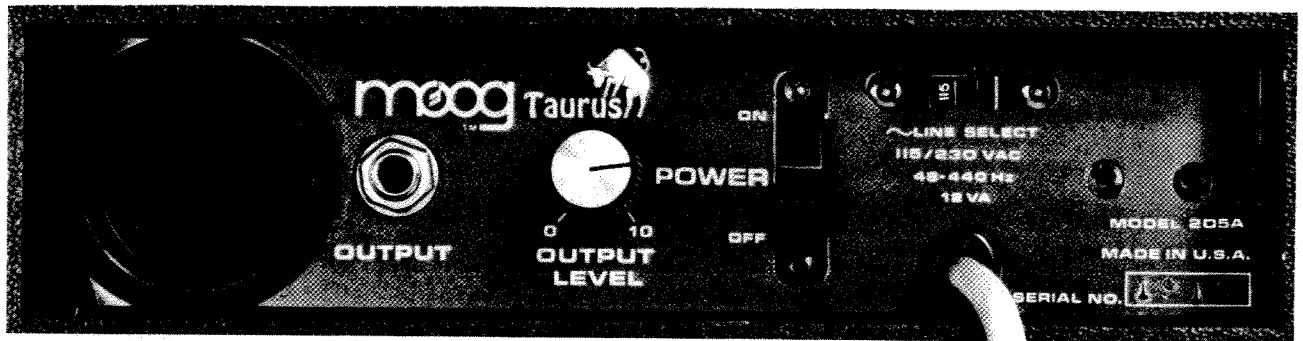 moog
TM
Taurus
OUTPUT
0 10
OUTPUT
LEVEL
ON
POWER
OFF
115
~LINE SELECT
115/230 VAC
48-440 Hz
12 VA
MODEL 205A
MADE IN U.S.A.
SERIAL NO.